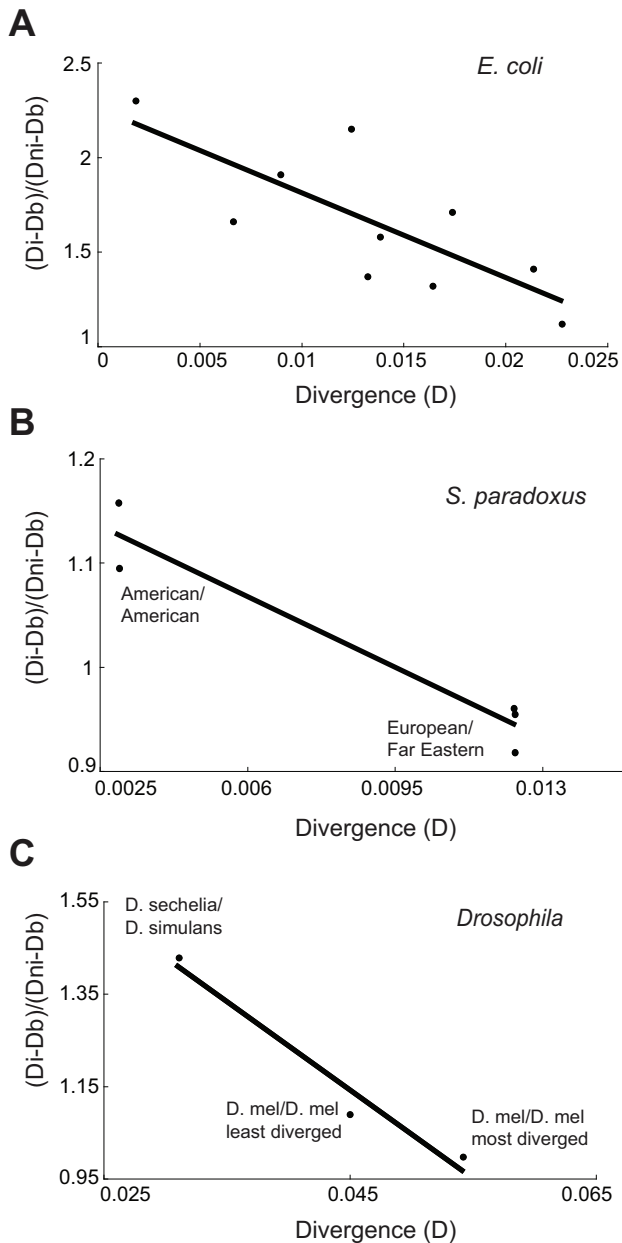 A
E. coli
(Di-Db)/(Dni-Db)
2.5
2
1.5
1
0
0.005
0.01
0.015
0.02
0.025
Divergence (D)
B
S. paradoxus
(Di-Db)/(Dni-Db)
1.2
1.1
1
0.9
American/
American
European/
Far Eastern
0.0025
0.006
0.0095
0.013
Divergence (D)
C
Drosophila
(Di-Db)/(Dni-Db)
1.55
1.35
1.15
0.95
D. sechelia/
D. simulans
D. mel/D. mel
least diverged
D. mel/D. mel
most diverged
0.025
0.045
0.065
Divergence (D)